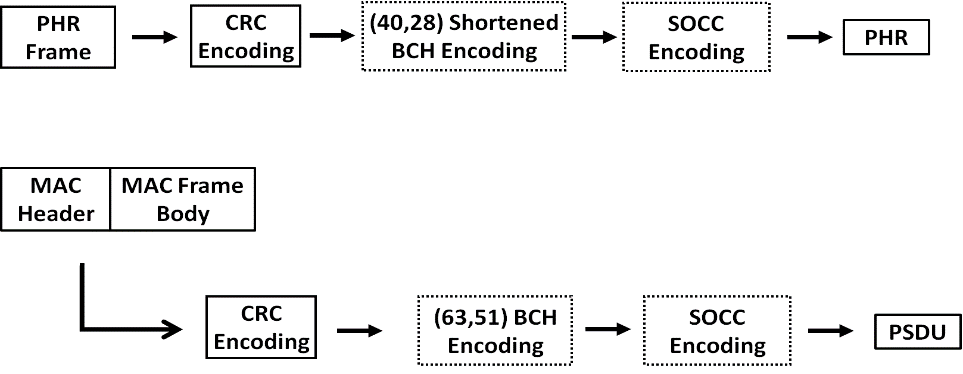 PHR
Frame
CRC
Encoding
(40,28) Shortened
BCH Encoding
SOCC
Encoding
PHR
MAC
Header
MAC Frame
Body
CRC
Encoding
(63,51) BCH
Encoding
SOCC
Encoding
PSDU